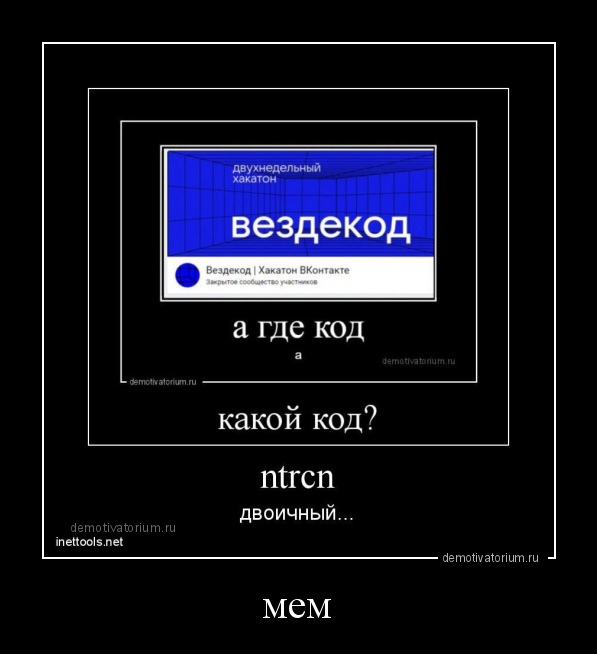 двухнедельный
хакатон
вездекод
Вездекод | Хакатон ВКонтакте
Закрытое сообщество участников
а где код
а
demotivatorium.ru
demotivatorium.ru
какой код?
ntrcn
двоичный...
demotivatorium.ru
inettools.net
demotivatorium.ru
мем